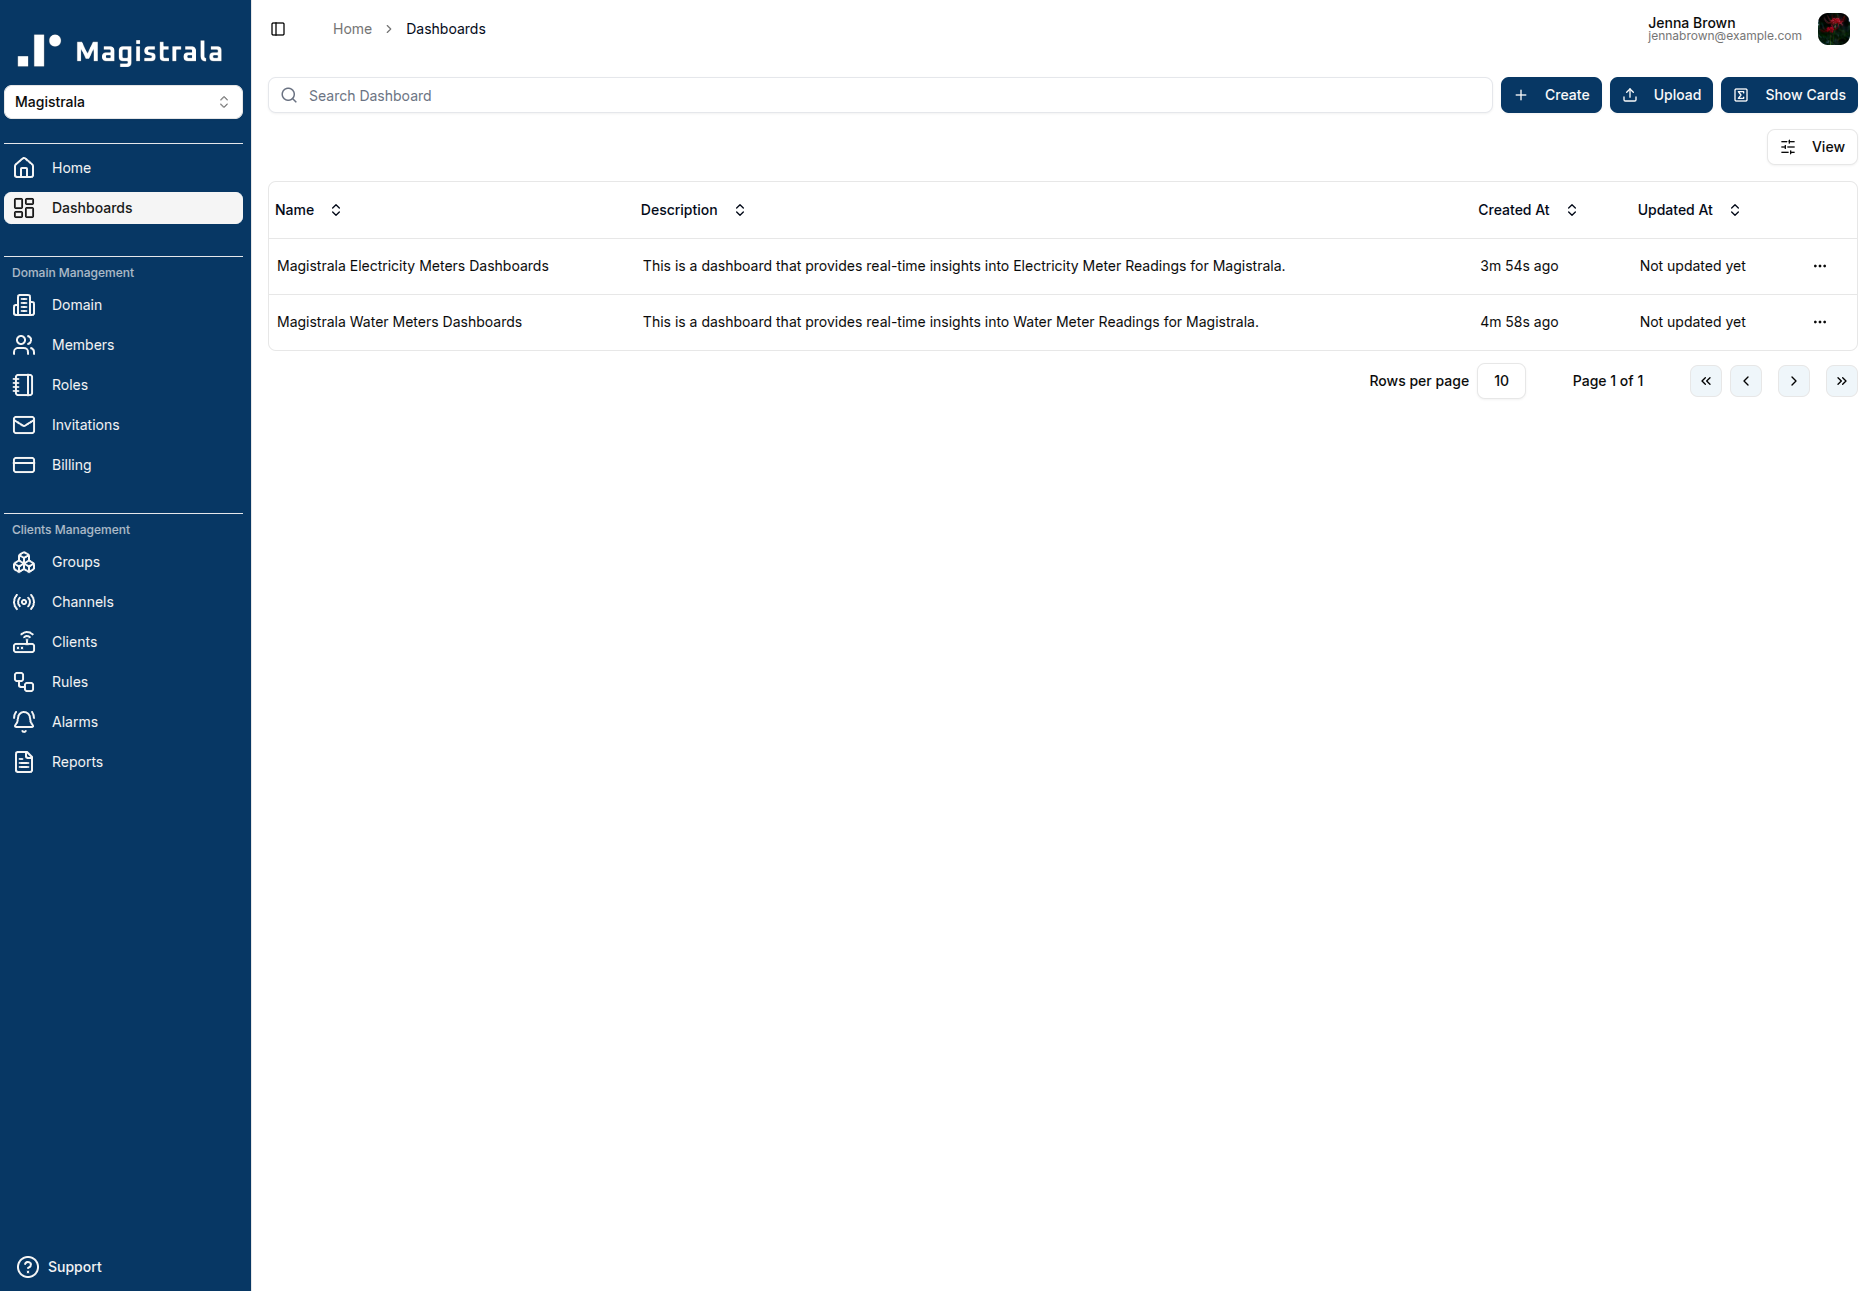 Magistrala
Magistrala
Home
Dashboards
Domain Management
Domain
Members
Roles
Invitations
Billing
Clients Management
Groups
Channels
Clients
Rules
Alarms
Reports
Support
Home > Dashboards
Jenna Brown
jennabrown@example.com
Search Dashboard
Create
Upload
Show Cards
View
Name Description Created At Updated At
Magistrala Electricity Meters Dashboards This is a dashboard that provides real-time insights into Electricity Meter Readings for Magistrala. 3m 54s ago Not updated yet
Magistrala Water Meters Dashboards This is a dashboard that provides real-time insights into Water Meter Readings for Magistrala. 4m 58s ago Not updated yet
Rows per page 10 Page 1 of 1